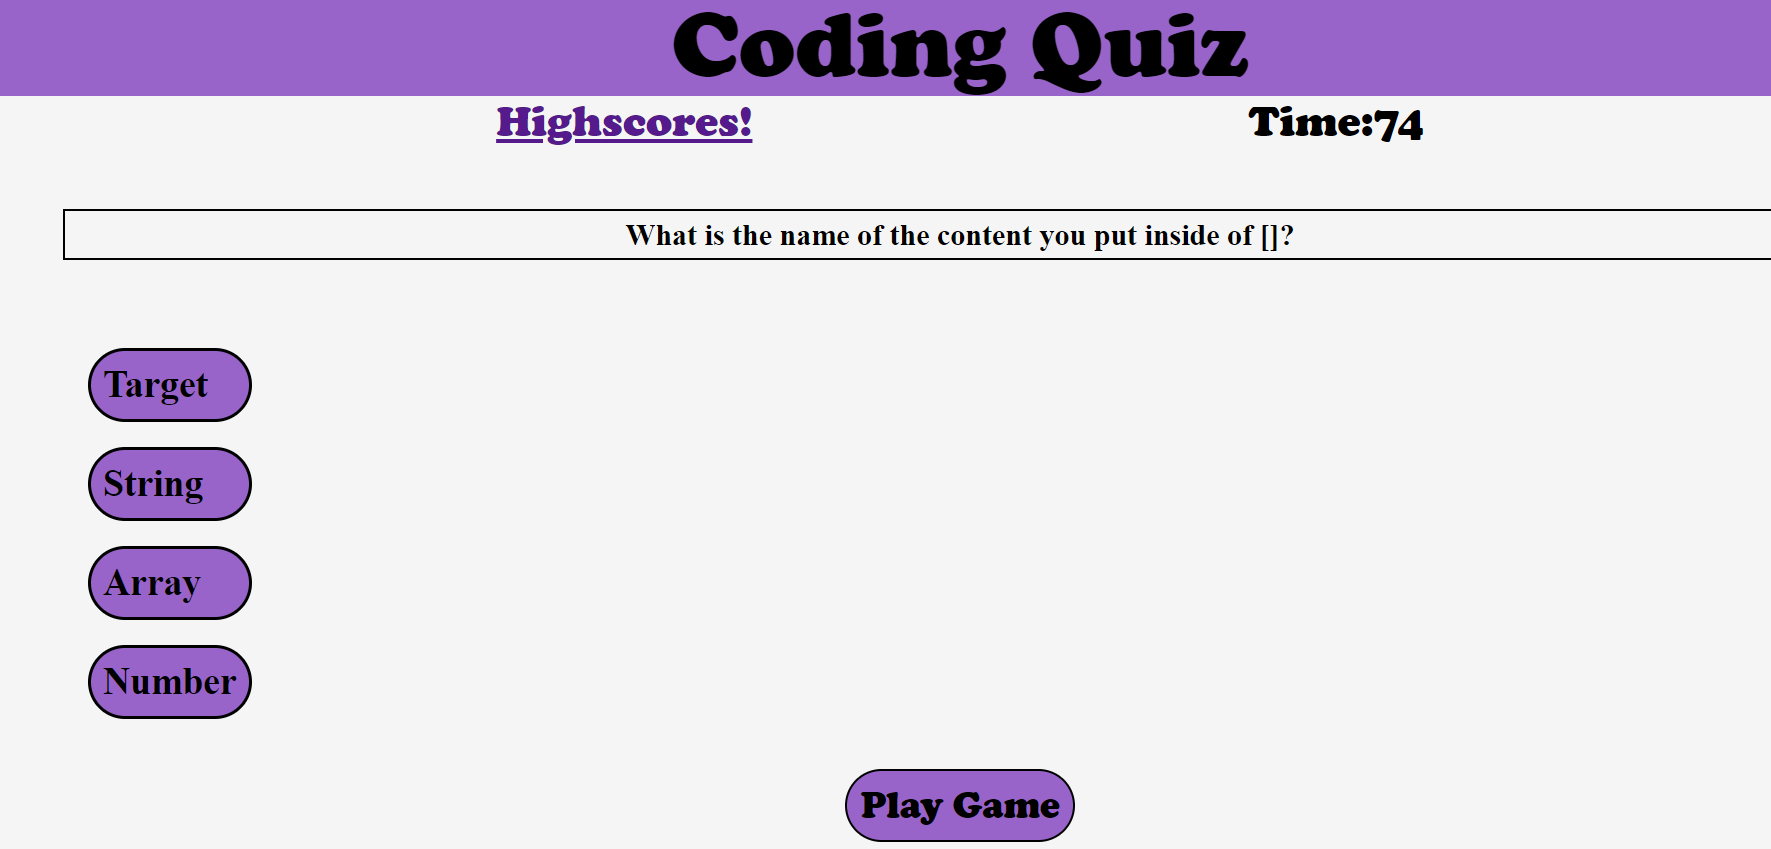 Coding Quiz
Highscores! Time:74
What is the name of the content you put inside of []?
Target
String
Array
Number
Play Game